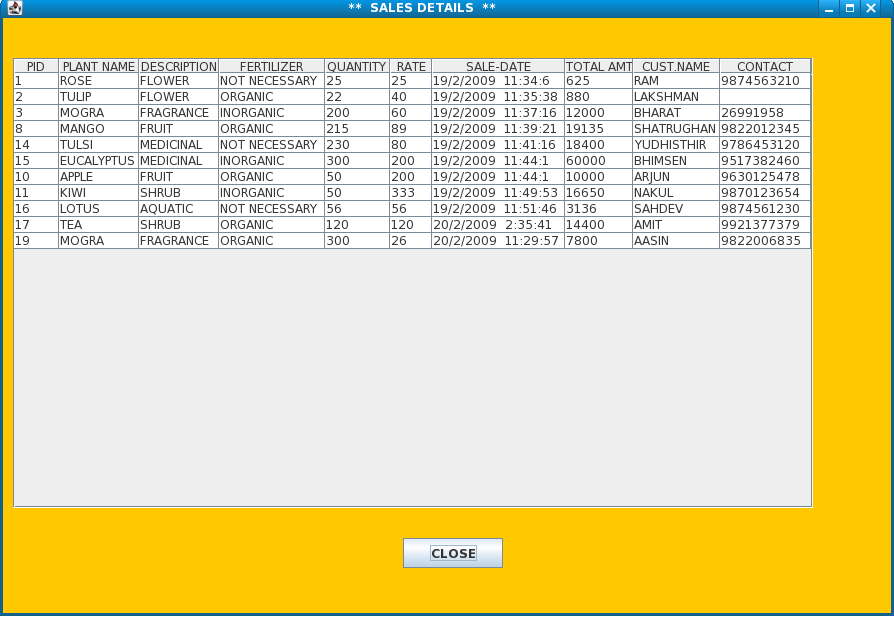 ** SALES DETAILS **
PID PLANT NAME DESCRIPTION FERTILIZER QUANTITY RATE SALE-DATE TOTAL AMT CUST.NAME CONTACT
1 ROSE FLOWER NOT NECESSARY 25 25 19/2/2009 11:34:6 625 RAM 9874563210
2 TULIP FLOWER ORGANIC 22 40 19/2/2009 11:35:38 880 LAKSHMAN
3 MOGRA FRAGRANCE INORGANIC 200 60 19/2/2009 11:37:16 12000 BHARAT 26991958
8 MANGO FRUIT ORGANIC 215 89 19/2/2009 11:39:21 19135 SHATRUGHAN 9822012345
14 TULSI MEDICINAL NOT NECESSARY 230 80 19/2/2009 11:41:16 18400 YUDHISTHIR 9786453120
15 EUCALYPTUS MEDICINAL INORGANIC 300 200 19/2/2009 11:44:1 60000 BHIMSEN 9517382460
10 APPLE FRUIT ORGANIC 50 200 19/2/2009 11:44:1 10000 ARJUN 9630125478
11 KIWI SHRUB INORGANIC 50 333 19/2/2009 11:49:53 16650 NAKUL 9870123654
16 LOTUS AQUATIC NOT NECESSARY 56 56 19/2/2009 11:51:46 3136 SAHDEV 9874561230
17 TEA SHRUB ORGANIC 120 120 20/2/2009 2:35:41 14400 AMIT 9921377379
19 MOGRA FRAGRANCE ORGANIC 300 26 20/2/2009 11:29:57 7800 AASIN 9822006835
CLOSE